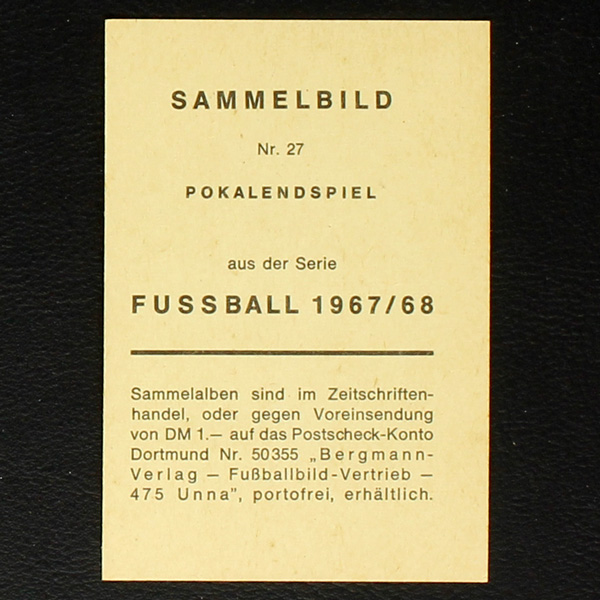 SAMMELBILD
Nr. 27
POKALENDSPIEL
aus der Serie
FUSSBALL 1967/68
Sammelalben sind im Zeitschriften-
handel, oder gegen Voreinsendung
von DM 1.— auf das Postscheck-Konto
Dortmund Nr. 50355 „Bergmann-
Verlag — Fußballbild-Vertrieb —
475 Unna”, portofrei, erhältlich.